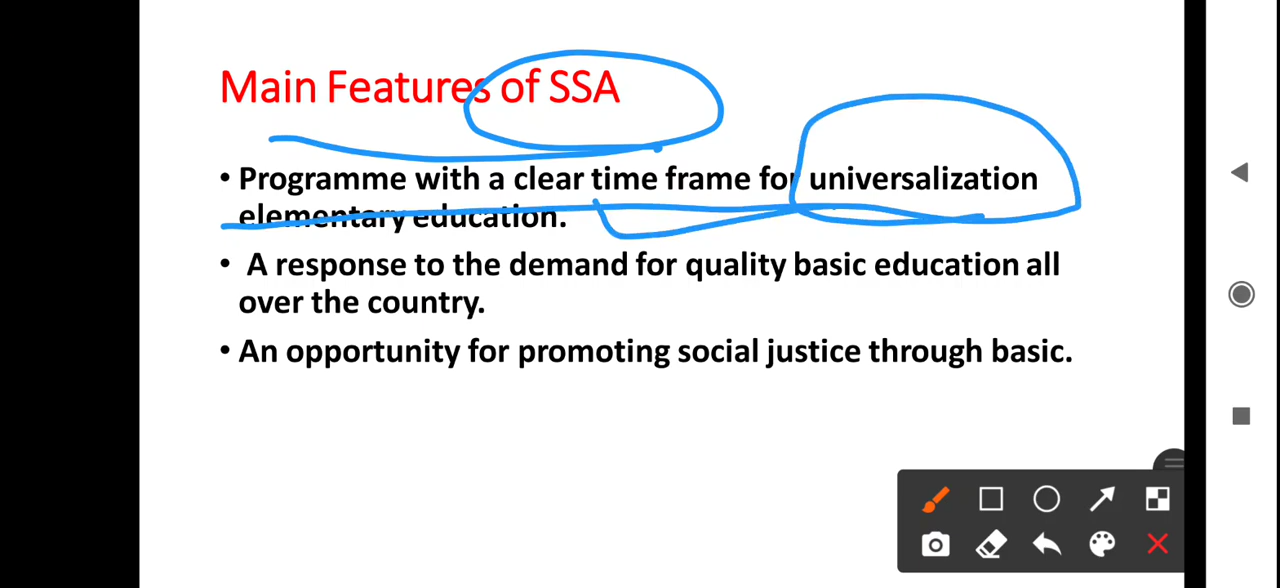 Main Features of SSA
• Programme with a clear time frame for universalization
elementary education.
• A response to the demand for quality basic education all
over the country.
• An opportunity for promoting social justice through basic.